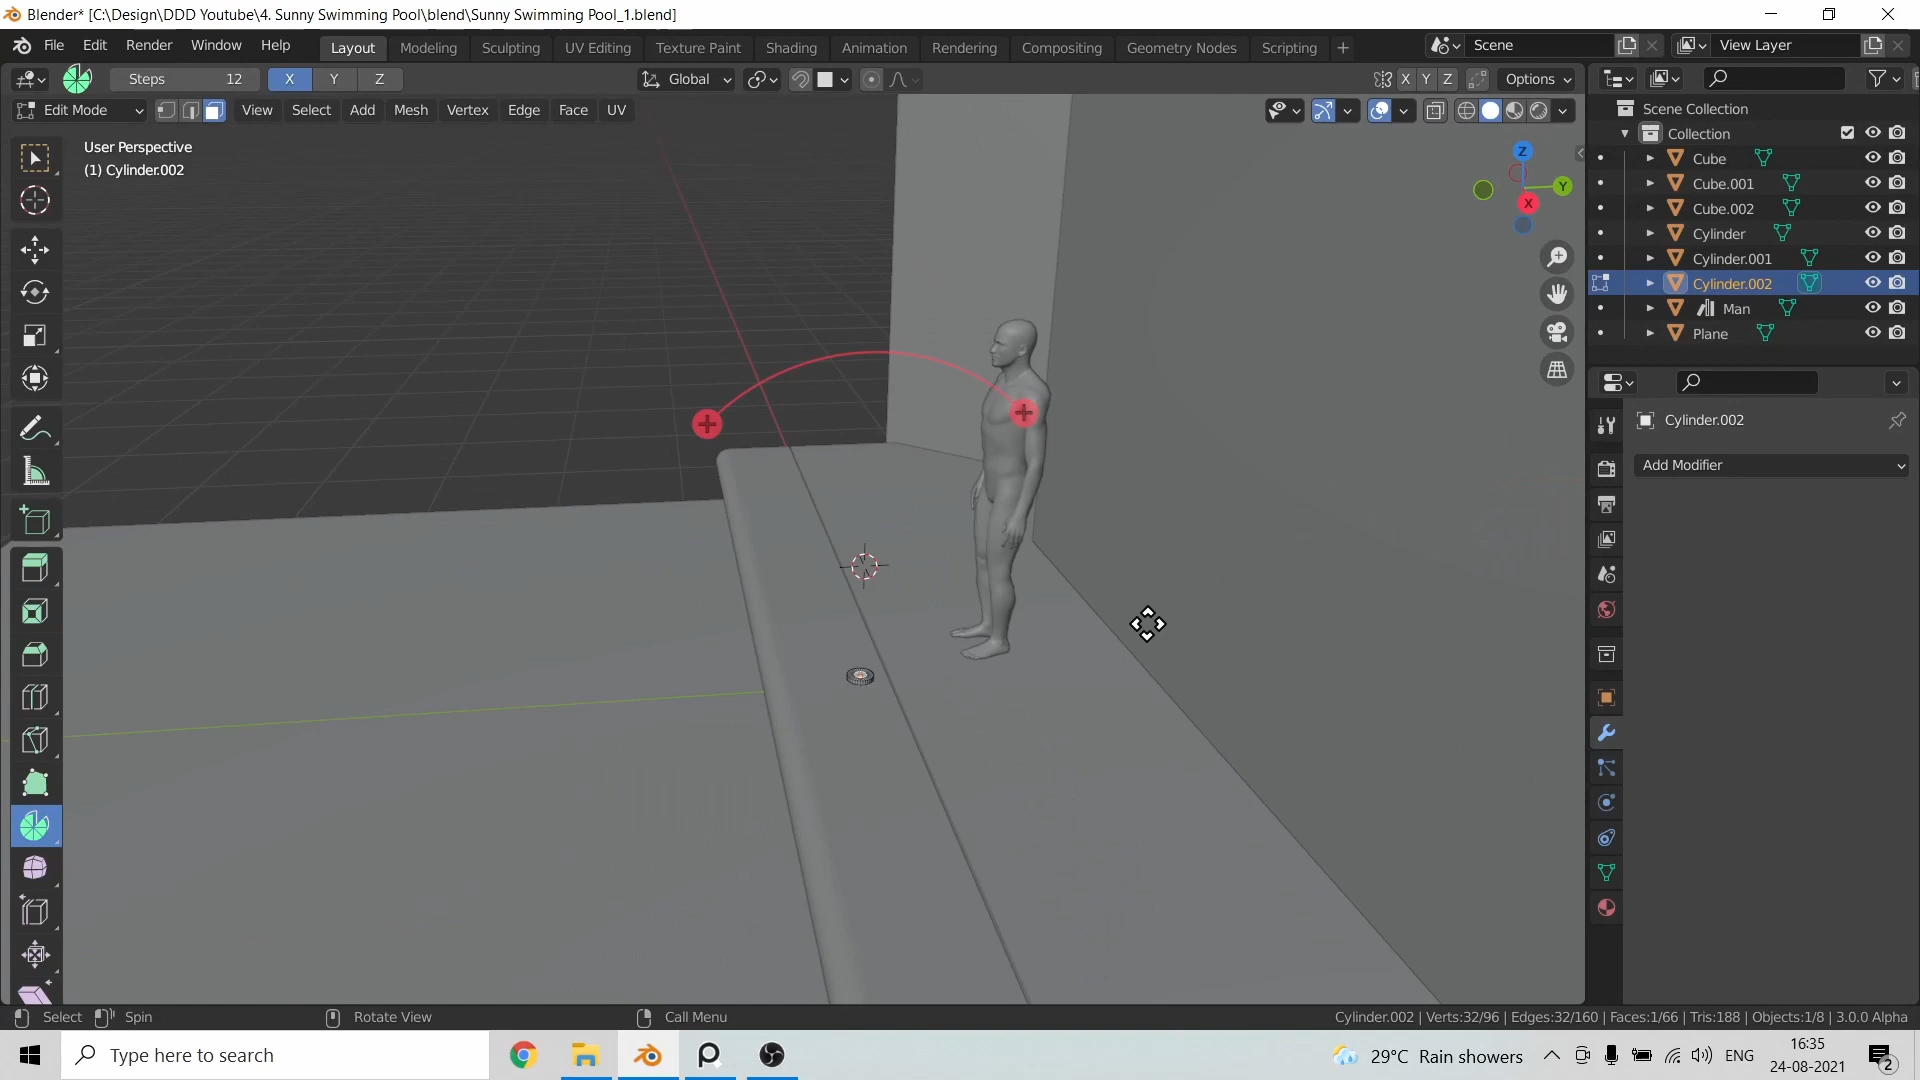 Blender* [C:\Design\DDD Youtube\4. Sunny Swimming Pool\blend\Sunny Swimming Pool_1.blend]
File Edit Render Window Help Layout Modeling Sculpting UV Editing Texture Paint Shading Animation Rendering Compositing Geometry Nodes Scripting Scene View Layer
Steps 12 X Y Z Global X Y Z Options
Edit Mode View Select Add Mesh Vertex Edge Face UV
Scene Collection
Collection
User Perspective
(1) Cylinder.002
Z
Y
X
Cube
Cube.001
Cube.002
Cylinder
Cylinder.001
Cylinder.002
Man
Plane
Cylinder.002
Add Modifier
Select Spin Rotate View Call Menu Cylinder.002 | Verts:32/96 | Edges:32/160 | Faces:1/66 | Tris:188 | Objects:1/8 | 3.0.0 Alpha
Type here to search 29°C Rain showers ENG 16:35
24-08-2021 2